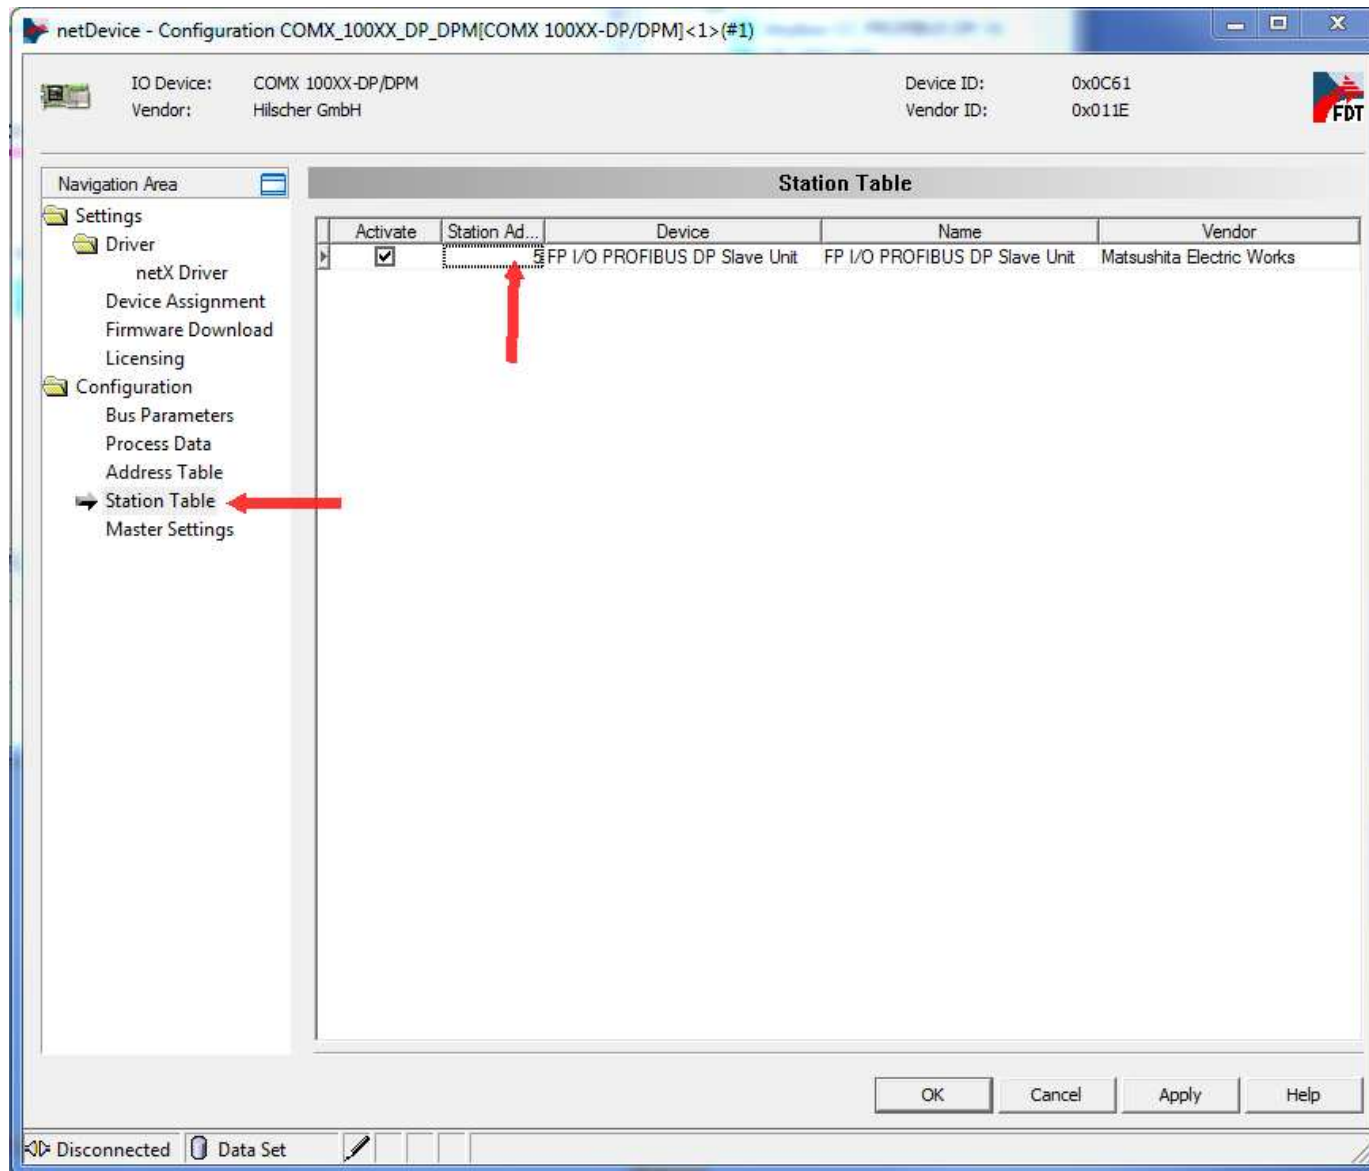 netDevice - Configuration COMX_100XX_DP_DPM[COMX 100XX-DP/DPM]<1>(#1)
IO Device: COMX 100XX-DP/DPM Device ID: 0x0C61
Vendor: Hilscher GmbH Vendor ID: 0x011E
FDT
Navigation Area
Station Table
Settings
Driver
netX Driver
Device Assignment
Firmware Download
Licensing
Configuration
Bus Parameters
Process Data
Address Table
Station Table
Master Settings
Activate Station Ad... Device Name Vendor
5 FP I/O PROFIBUS DP Slave Unit FP I/O PROFIBUS DP Slave Unit Matsushita Electric Works
OK Cancel Apply Help
Disconnected Data Set